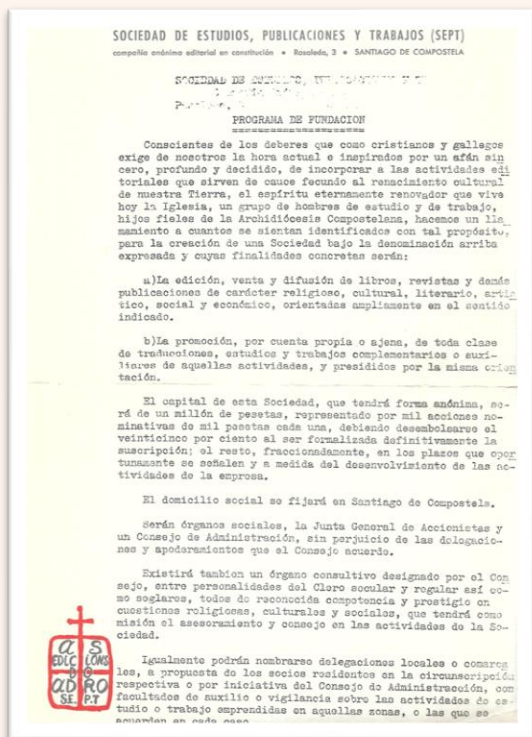 SOCIEDAD DE ESTUDIOS, PUBLICACIONES Y TRABAJOS (SEPT)
compañía anónima editorial en constitución • Rosaleda, 3 • SANTIAGO DE COMPOSTELA
SOCIEDAD DE
PROGRAMA DE FUNDACION
Conscientes de los deberes que como cristianos y gallegos
exige de nosotros la hora actual e inspirados por un afán sin
cero, profundo y decidido, de incorporar a las actividades edi
toriales que sirven de cauce fecundo al renacimiento cultural
de nuestra Tierra, el espíritu eternamente renovador que vive
hoy la Iglesia, un grupo de hombres de estudio y de trabajo,
hijos fieles de la Archidiócesis Compostelana, hacemos un lla
mamiento a cuantos se sientan identificados con tal propósito,
para la creación de una Sociedad bajo la denominación arriba
expresada y cuyas finalidades concretas serán:
a)La edición, venta y difusión de libros, revistas y demás
publicaciones de carácter religioso, cultural, literario, artís
tico, social y económico, orientadas ampliamente en el sentido
indicado.
b)La promoción, por cuenta propia o ajena, de toda clase
de traducciones, estudios y trabajos complementarios o auxi-
liares de aquellas actividades, y presididos por la misma orien
tación.
El capital de esta Sociedad, que tendrá forma anónima, se-
rá de un millón de pesetas, representado por mil acciones no-
minativas de mil pesetas cada una, debiendo desembolsarse el
veinticinco por ciento al ser formalizada definitivamente la
suscripción; el resto, fraccionadamente, en los plazos que opor
tunamente se señalen y a medida del desenvolvimiento de las ac-
tividades de la empresa.
El domicilio social se fijará en Santiago de Compostela.
Serán órganos sociales, la Junta General de Accionistas y
un Consejo de Administración, sin perjuicio de las delegacio-
nes y apoderamientos que el Consejo acuerde.
Existirá tambien un órgano consultivo designado por el Con
sejo, entre personalidades del Clero secular y regular así co-
mo seglares, todos de reconocida competencia y prestigio en
cuestiones religiosas, culturales y sociales, que tendrá como
misión el asesoramiento y consejo en las actividades de la So-
ciedad.
Igualmente podrán nombrarse delegaciones locales o comarca
les, a propuesta de los socios residentes en la circunscripción
respectiva o por iniciativa del Consejo de Administración, con
facultades de auxilio o vigilancia sobre las actividades de es-
tudio o trabajo emprendidas en aquellas zonas, o las que se
acuerden en cada caso
a S
EDIC IONS
aD RO
S.E. P.T